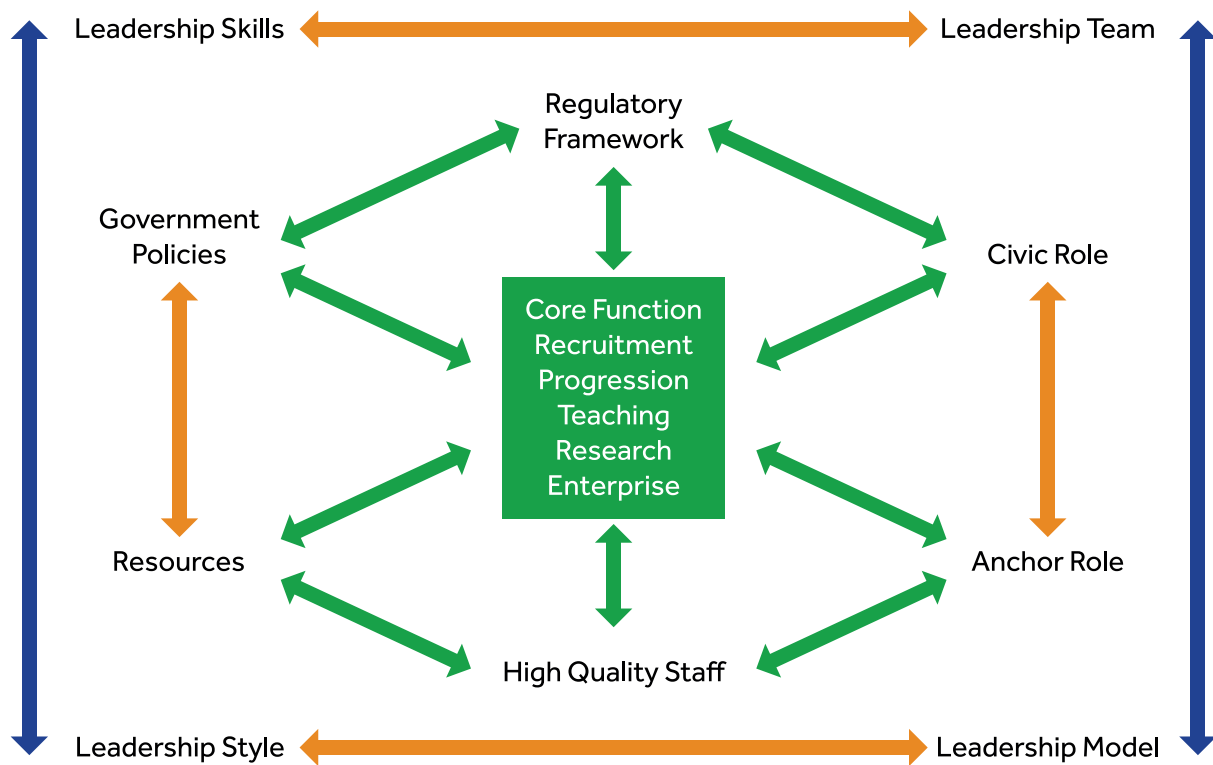 Leadership Skills
Leadership Team
Regulatory
Framework
Government
Policies
Civic Role
Core Function
Recruitment
Progression
Teaching
Research
Enterprise
Resources
Anchor Role
High Quality Staff
Leadership Style
Leadership Model